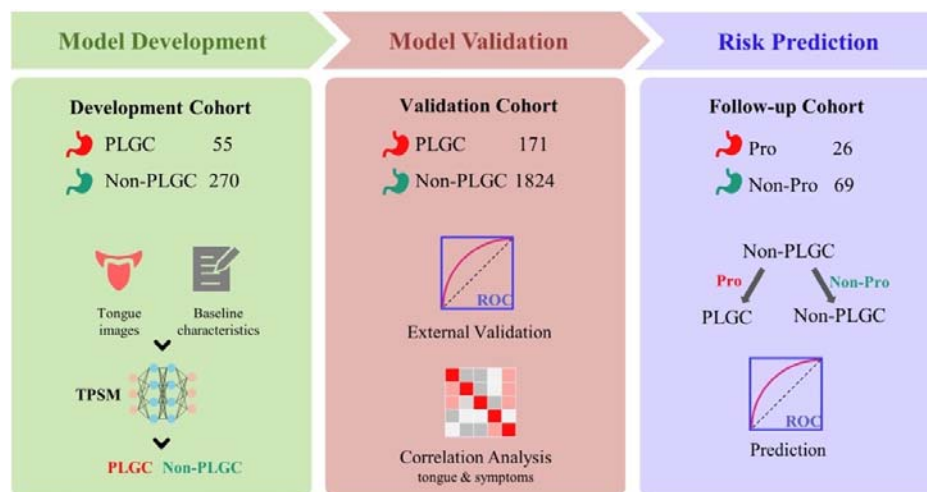 Model Development
Model Validation
Risk Prediction
Development Cohort
PLGC 55
Non-PLGC 270
Tongue
images
Baseline
characteristics
TPSM
PLGC Non-PLGC
Validation Cohort
PLGC 171
Non-PLGC 1824
ROC
External Validation
Correlation Analysis
tongue & symptoms
Follow-up Cohort
Pro 26
Non-Pro 69
Non-PLGC
Pro
Non-Pro
PLGC
Non-PLGC
ROC
Prediction